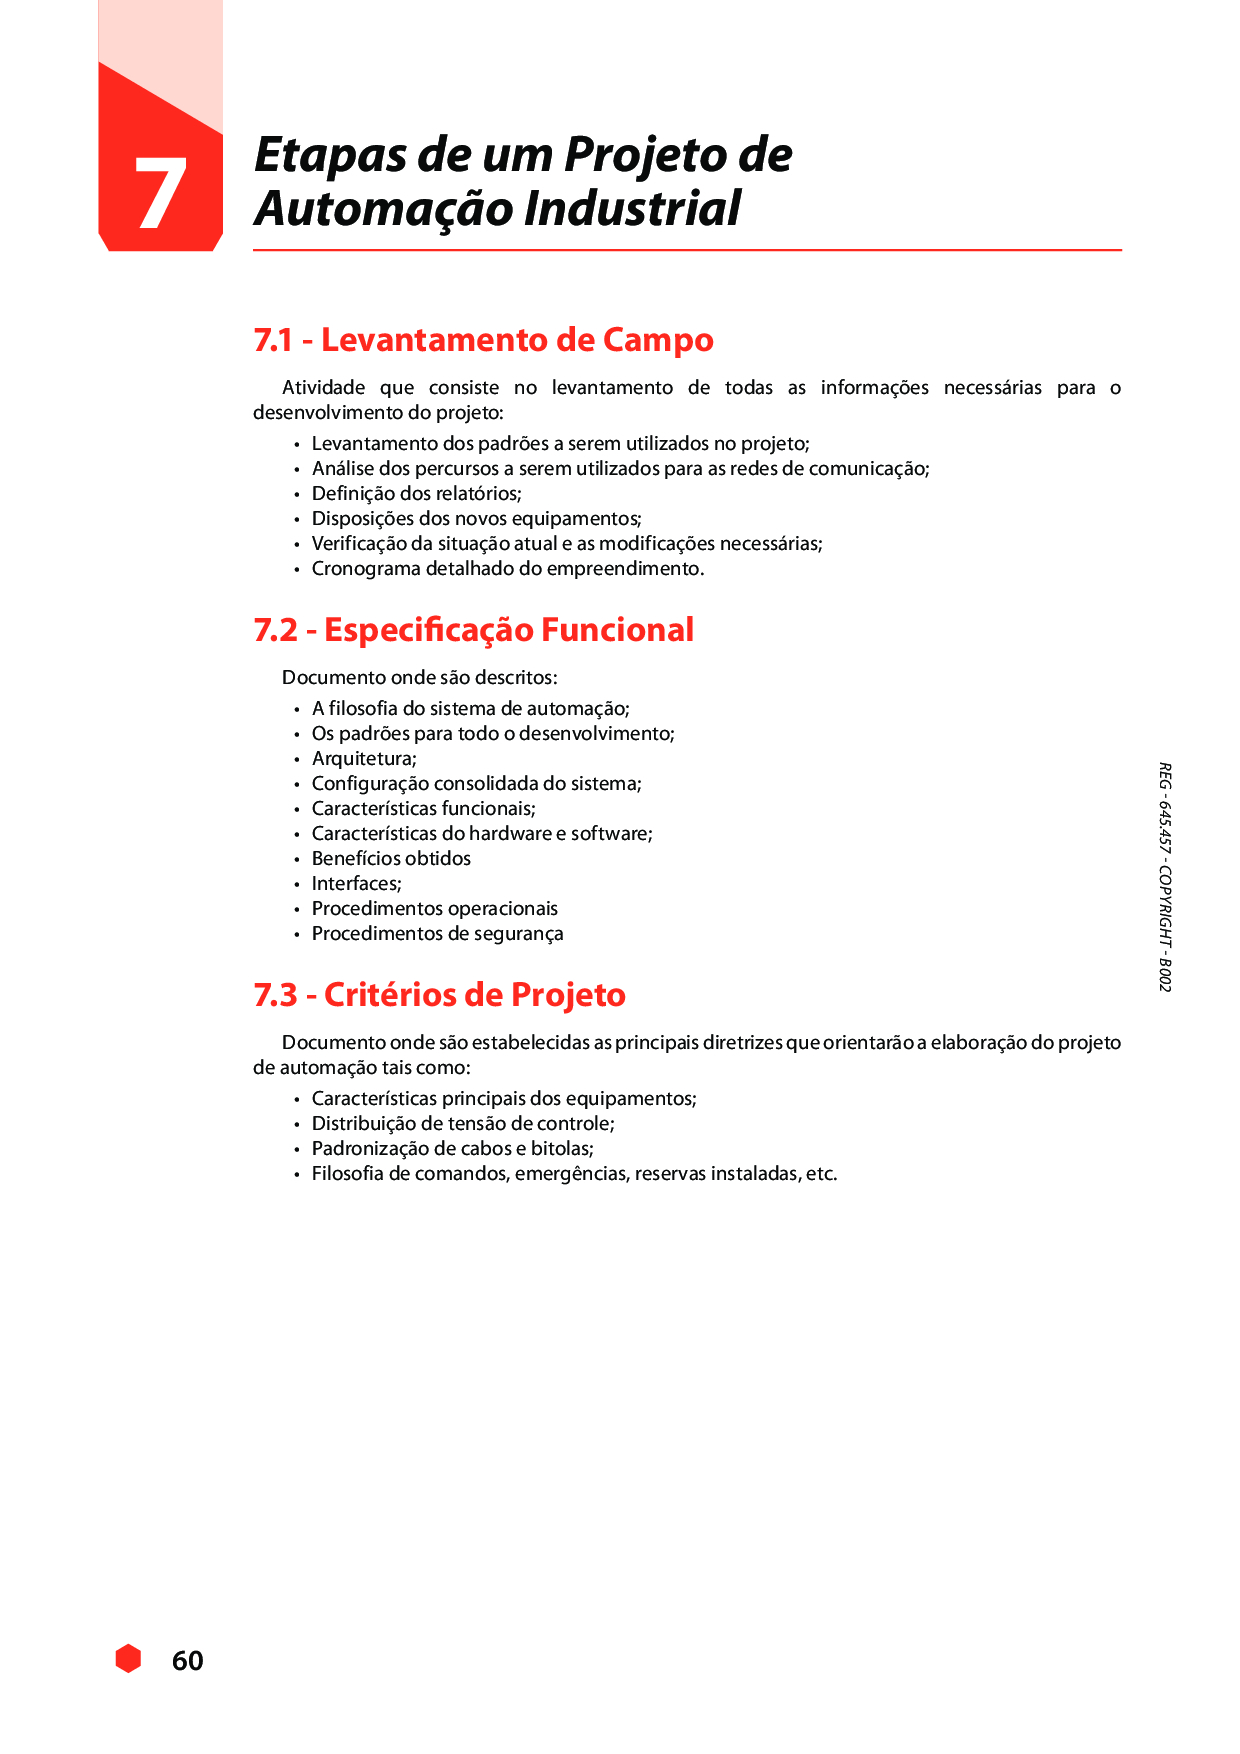 7
Etapas de um Projeto de
Automação Industrial
7.1 - Levantamento de Campo
Atividade que consiste no levantamento de todas as informações necessárias para o
desenvolvimento do projeto:
• Levantamento dos padrões a serem utilizados no projeto;
• Análise dos percursos a serem utilizados para as redes de comunicação;
• Definição dos relatórios;
• Disposições dos novos equipamentos;
• Verificação da situação atual e as modificações necessárias;
• Cronograma detalhado do empreendimento.
7.2 - Especificação Funcional
Documento onde são descritos:
• A filosofia do sistema de automação;
• Os padrões para todo o desenvolvimento;
• Arquitetura;
• Configuração consolidada do sistema;
• Características funcionais;
• Características do hardware e software;
• Benefícios obtidos
• Interfaces;
• Procedimentos operacionais
• Procedimentos de segurança
7.3 - Critérios de Projeto
Documento onde são estabelecidas as principais diretrizes que orientarão a elaboração do projeto
de automação tais como:
• Características principais dos equipamentos;
• Distribuição de tensão de controle;
• Padronização de cabos e bitolas;
• Filosofia de comandos, emergências, reservas instaladas, etc.
REG - 645.457 - COPYRIGHT - B002
60